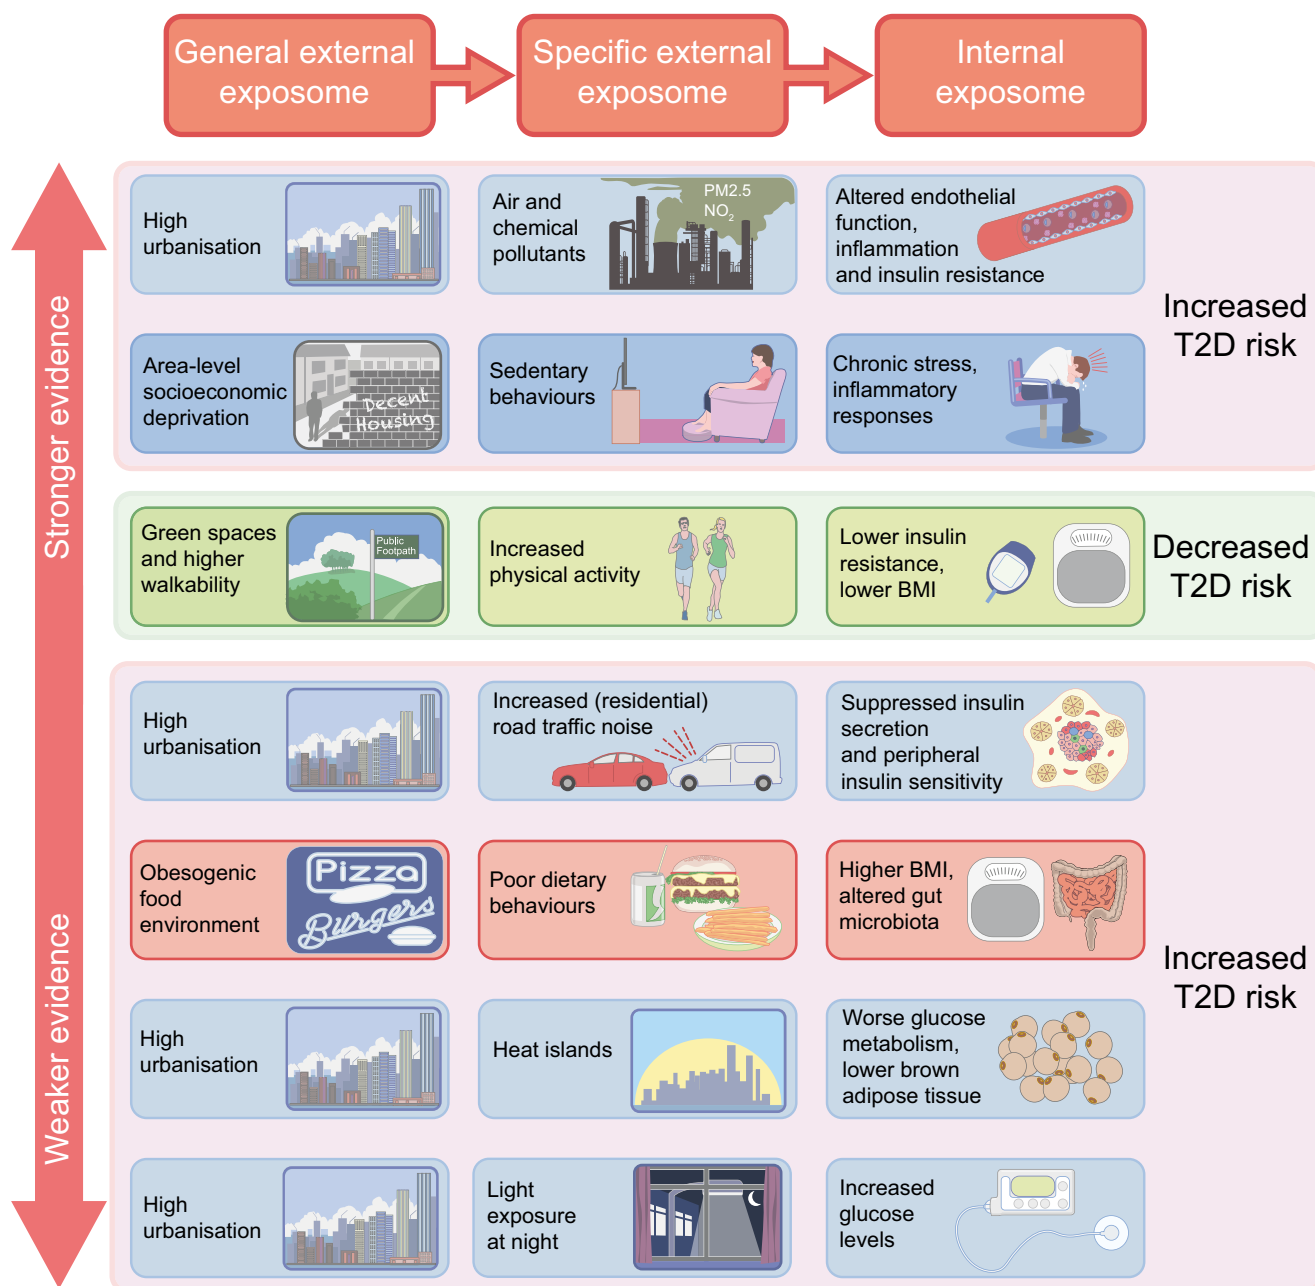 General external
exposome
Specific external
exposome
Internal
exposome
Stronger evidence
Weaker evidence
High
urbanisation
Air and
chemical
pollutants
PM2.5
NO₂
Altered endothelial
function,
inflammation
and insulin resistance
Increased
T2D risk
Area-level
socioeconomic
deprivation
Decent
Housing
Sedentary
behaviours
Chronic stress,
inflammatory
responses
Green spaces
and higher
walkability
Public
Footpath
Increased
physical activity
Lower insulin
resistance,
lower BMI
Decreased
T2D risk
High
urbanisation
Increased (residential)
road traffic noise
Suppressed insulin
secretion
and peripheral
insulin sensitivity
Obesogenic
food
environment
Pizza
Burgers
Poor dietary
behaviours
Higher BMI,
altered gut
microbiota
Increased
T2D risk
High
urbanisation
Heat islands
Worse glucose
metabolism,
lower brown
adipose tissue
High
urbanisation
Light
exposure
at night
Increased
glucose
levels